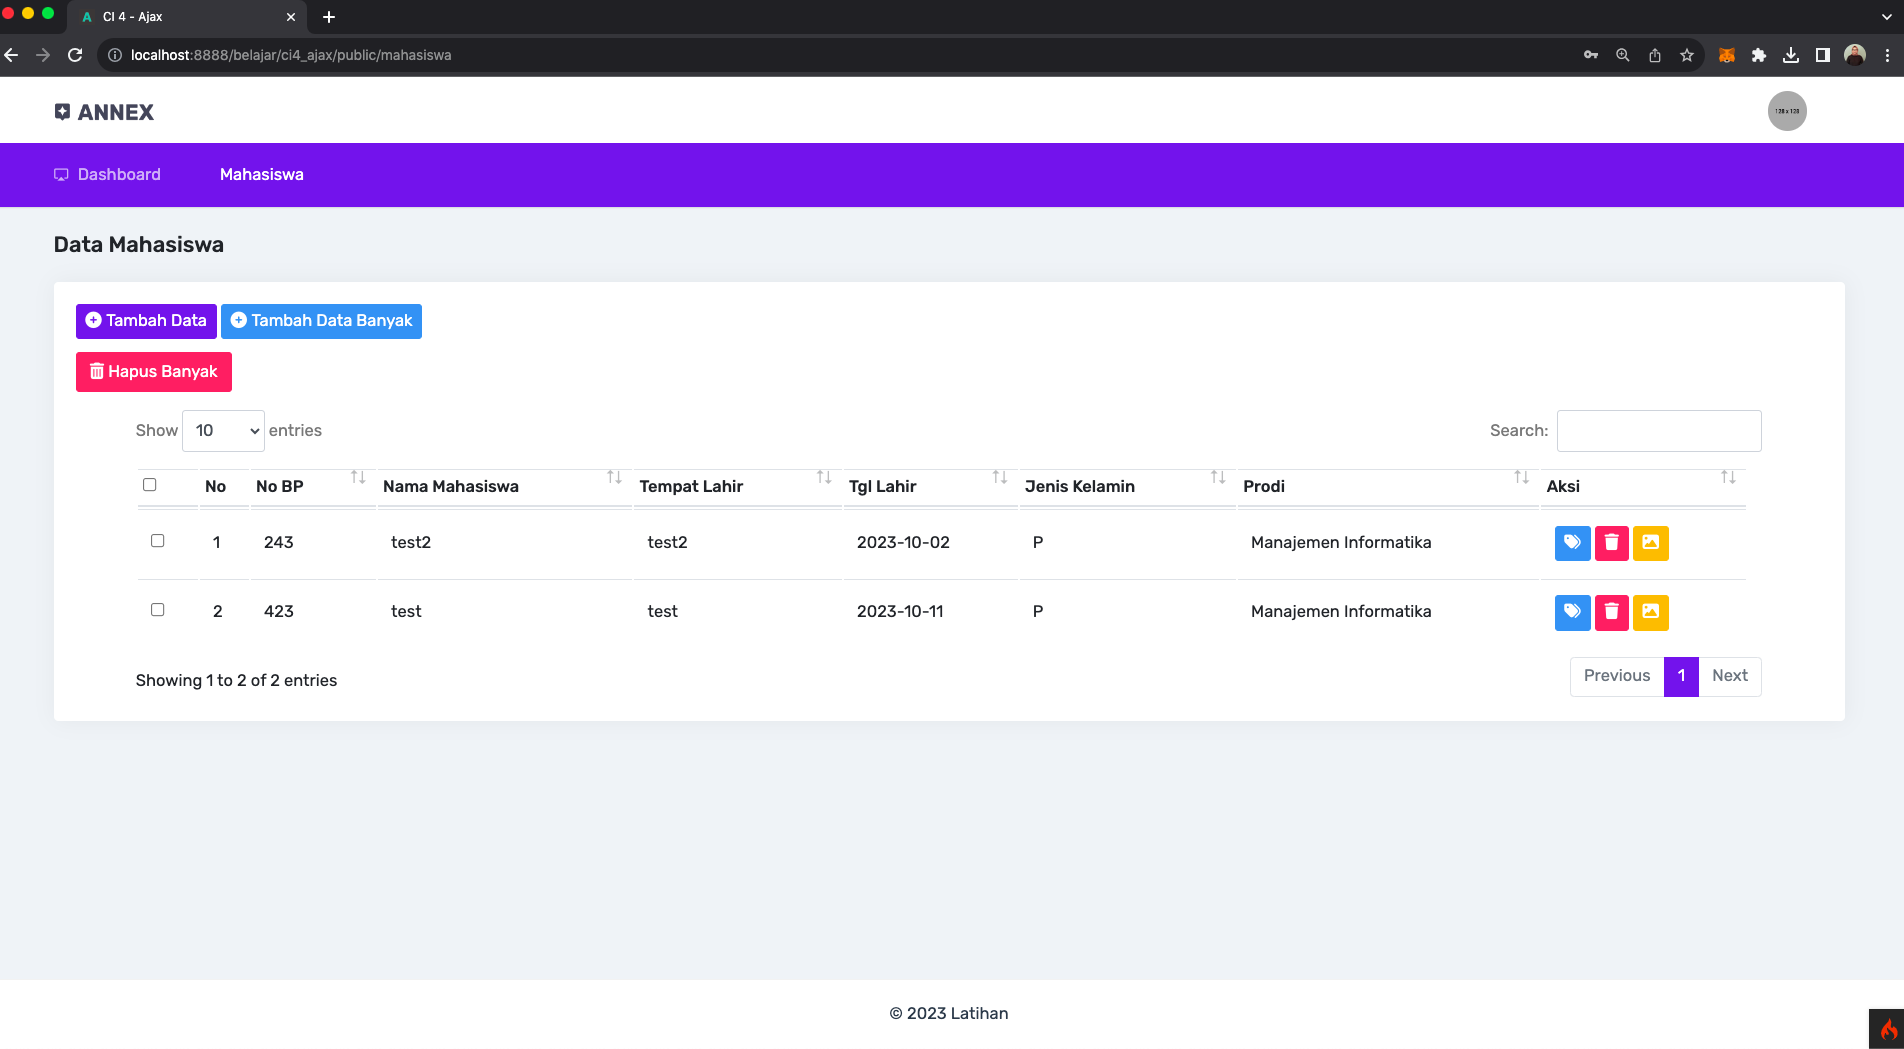 CI 4 - Ajax
localhost:8888/belajar/ci4_ajax/public/mahasiswa
ANNEX
128 x 128
Dashboard Mahasiswa
Data Mahasiswa
Tambah Data Tambah Data Banyak
Hapus Banyak
Show 10 entries Search:
No No BP Nama Mahasiswa Tempat Lahir Tgl Lahir Jenis Kelamin Prodi Aksi
1 243 test2 test2 2023-10-02 P Manajemen Informatika
2 423 test test 2023-10-11 P Manajemen Informatika
Showing 1 to 2 of 2 entries Previous 1 Next
© 2023 Latihan